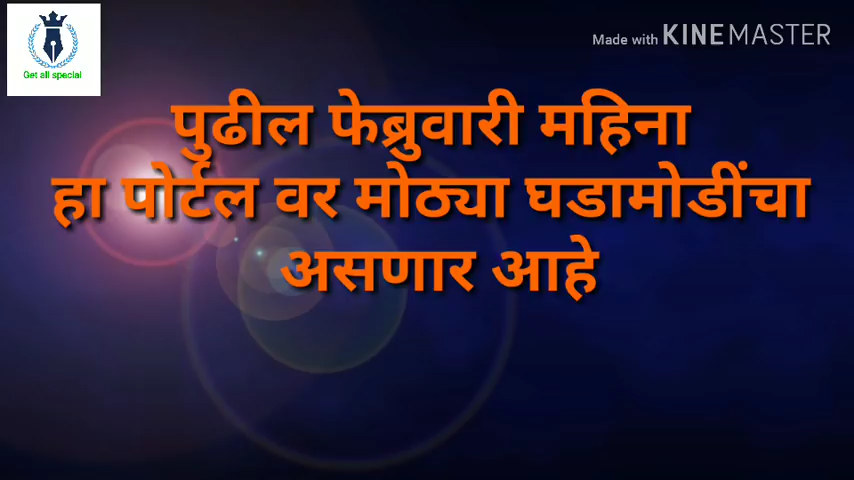 Get all special
Made with KINEMASTER
पुढील फेब्रुवारी महिना
हा पोर्टल वर मोठ्या घडामोडींचा
असणार आहे